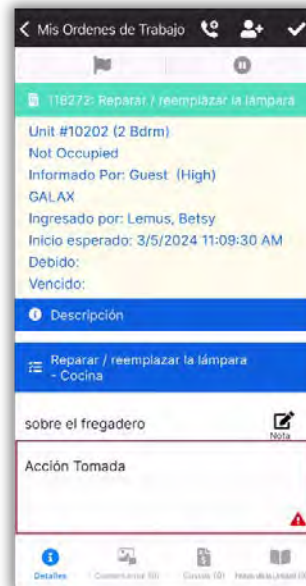 Mis Ordenes de Trabajo
118272: Reparar / reemplazar la lámpara
Unit #10202 (2 Bdrm)
Not Occupied
Informado Por: Guest (High)
GALAX
Ingresado por: Lemus, Betsy
Inicio esperado: 3/5/2024 11:09:30 AM
Debido:
Vencido:
Descripción
Reparar / reemplazar la lámpara
- Cocina
sobre el fregadero
Nota
Acción Tomada
Detalles